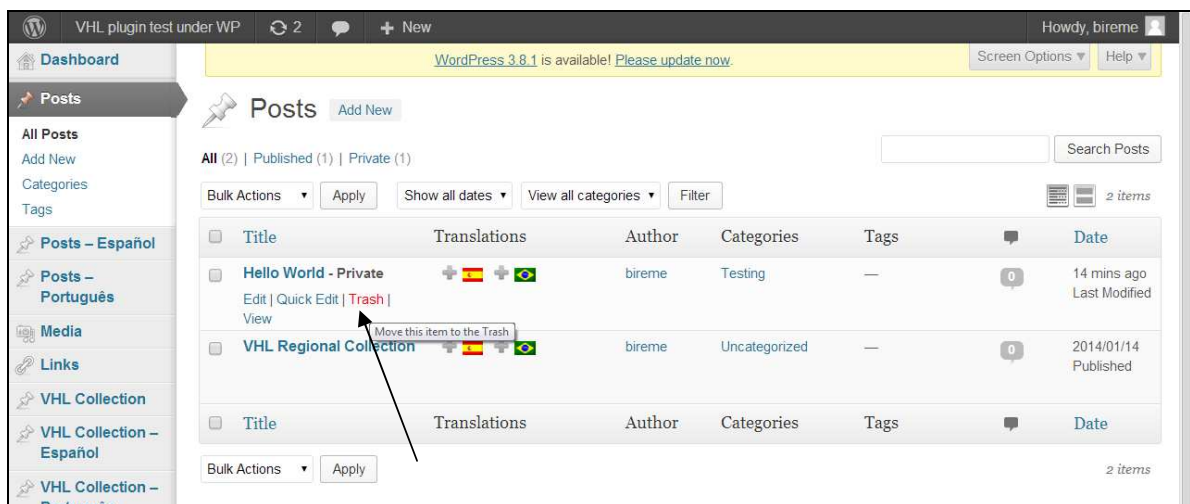 VHL plugin test under WP 2 + New Howdy, bireme
Dashboard
WordPress 3.8.1 is available! Please update now.
Screen Options ▼ Help ▼
Posts
Posts Add New
All Posts
Add New
Categories
Tags
All (2) | Published (1) | Private (1)
Search Posts
Bulk Actions ▼ Apply Show all dates ▼ View all categories ▼ Filter
2 items
Posts – Español
Posts –
Português
Media
Links
VHL Collection
VHL Collection –
Español
VHL Collection –
Title Translations Author Categories Tags Date
Hello World - Private bireme Testing — 0 14 mins ago
Edit | Quick Edit | Trash | Last Modified
View
Move this item to the Trash
VHL Regional Collection bireme Uncategorized — 0 2014/01/14
Published
Title Translations Author Categories Tags Date
Bulk Actions ▼ Apply 2 items